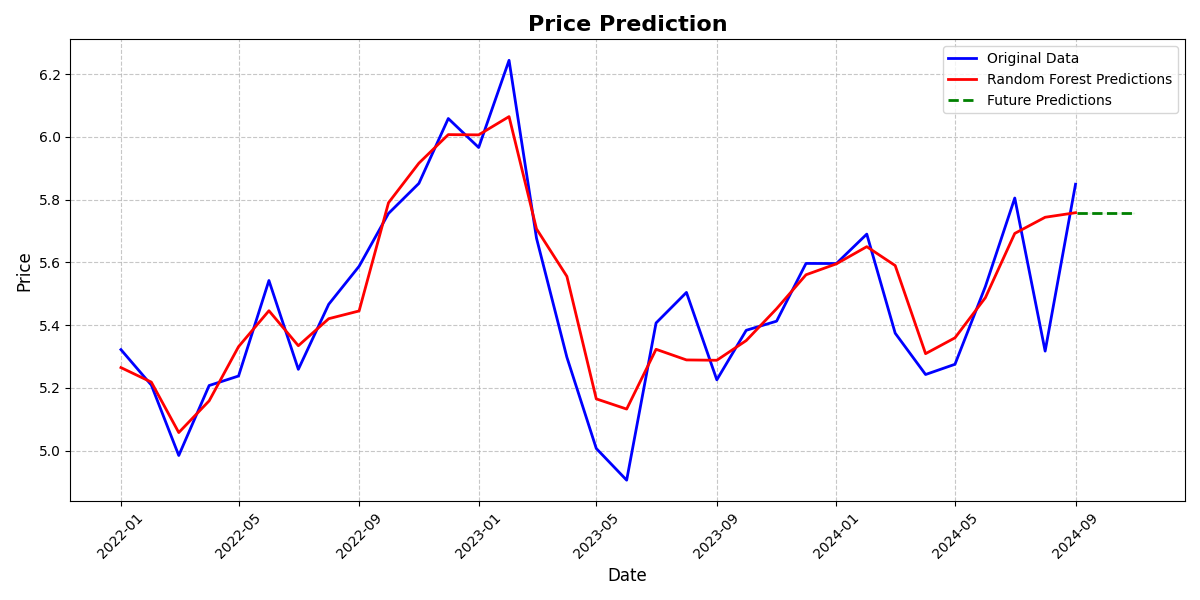 Price Prediction
Original Data
Random Forest Predictions
Future Predictions
Price
6.2
6.0
5.8
5.6
5.4
5.2
5.0
2022-01
2022-05
2022-09
2023-01
2023-05
2023-09
2024-01
2024-05
2024-09
Date